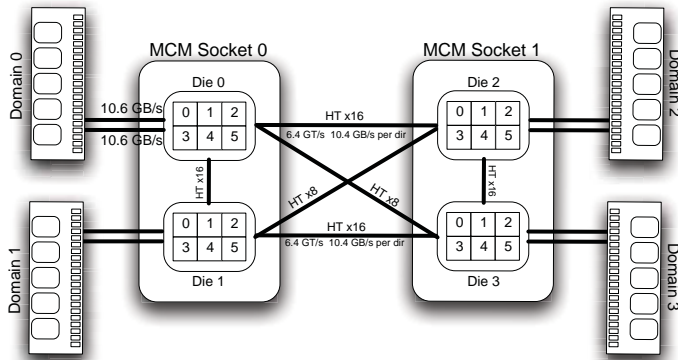 MCM Socket 0
MCM Socket 1
Domain 0
Domain 2
Die 0
Die 2
10.6 GB/s
10.6 GB/s
0 1 2
3 4 5
0 1 2
3 4 5
HT x16
6.4 GT/s 10.4 GB/s per dir
HT x16
HT x16
HT x8
HT x8
Domain 1
Domain 3
0 1 2
3 4 5
0 1 2
3 4 5
HT x16
6.4 GT/s 10.4 GB/s per dir
Die 1
Die 3